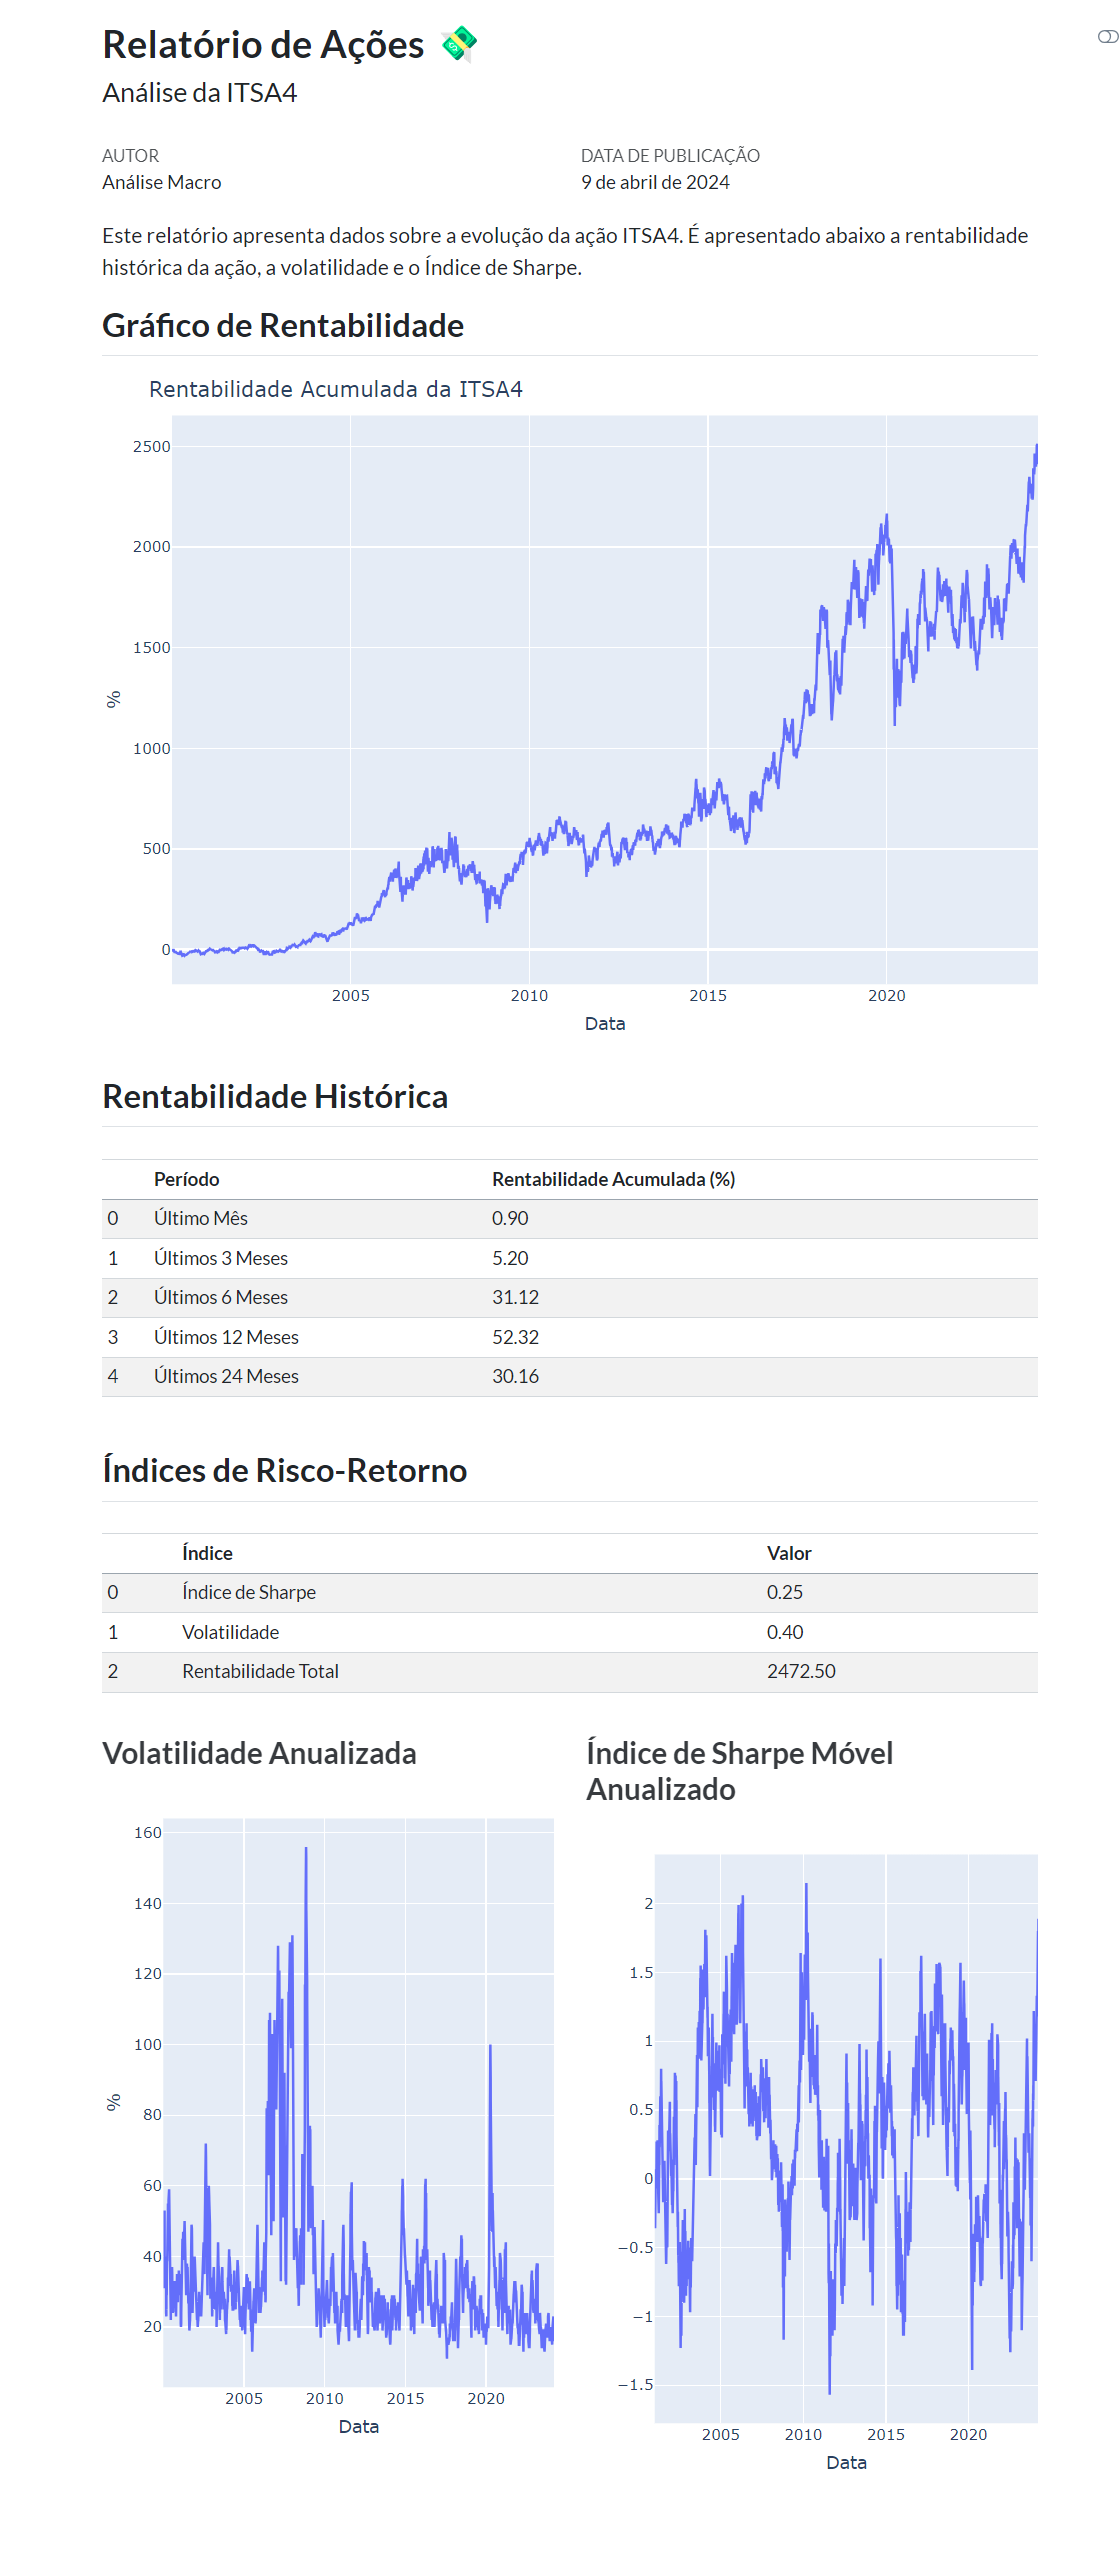 Relatório de Ações 💸
Análise da ITSA4
AUTOR DATA DE PUBLICAÇÃO
Análise Macro 9 de abril de 2024
Este relatório apresenta dados sobre a evolução da ação ITSA4. É apresentado abaixo a rentabilidade
histórica da ação, a volatilidade e o Índice de Sharpe.
Gráfico de Rentabilidade
Rentabilidade Acumulada da ITSA4
2500
2000
1500
%
1000
500
0
2005 2010 2015 2020
Data
Rentabilidade Histórica
Período Rentabilidade Acumulada (%)
0 Último Mês 0.90
1 Últimos 3 Meses 5.20
2 Últimos 6 Meses 31.12
3 Últimos 12 Meses 52.32
4 Últimos 24 Meses 30.16
Índices de Risco-Retorno
Índice Valor
0 Índice de Sharpe 0.25
1 Volatilidade 0.40
2 Rentabilidade Total 2472.50
Volatilidade Anualizada
160
140
120
100
%
80
60
40
20
2005 2010 2015 2020
Data
Índice de Sharpe Móvel
Anualizado
2
1.5
1
0.5
0
−0.5
−1
−1.5
2005 2010 2015 2020
Data